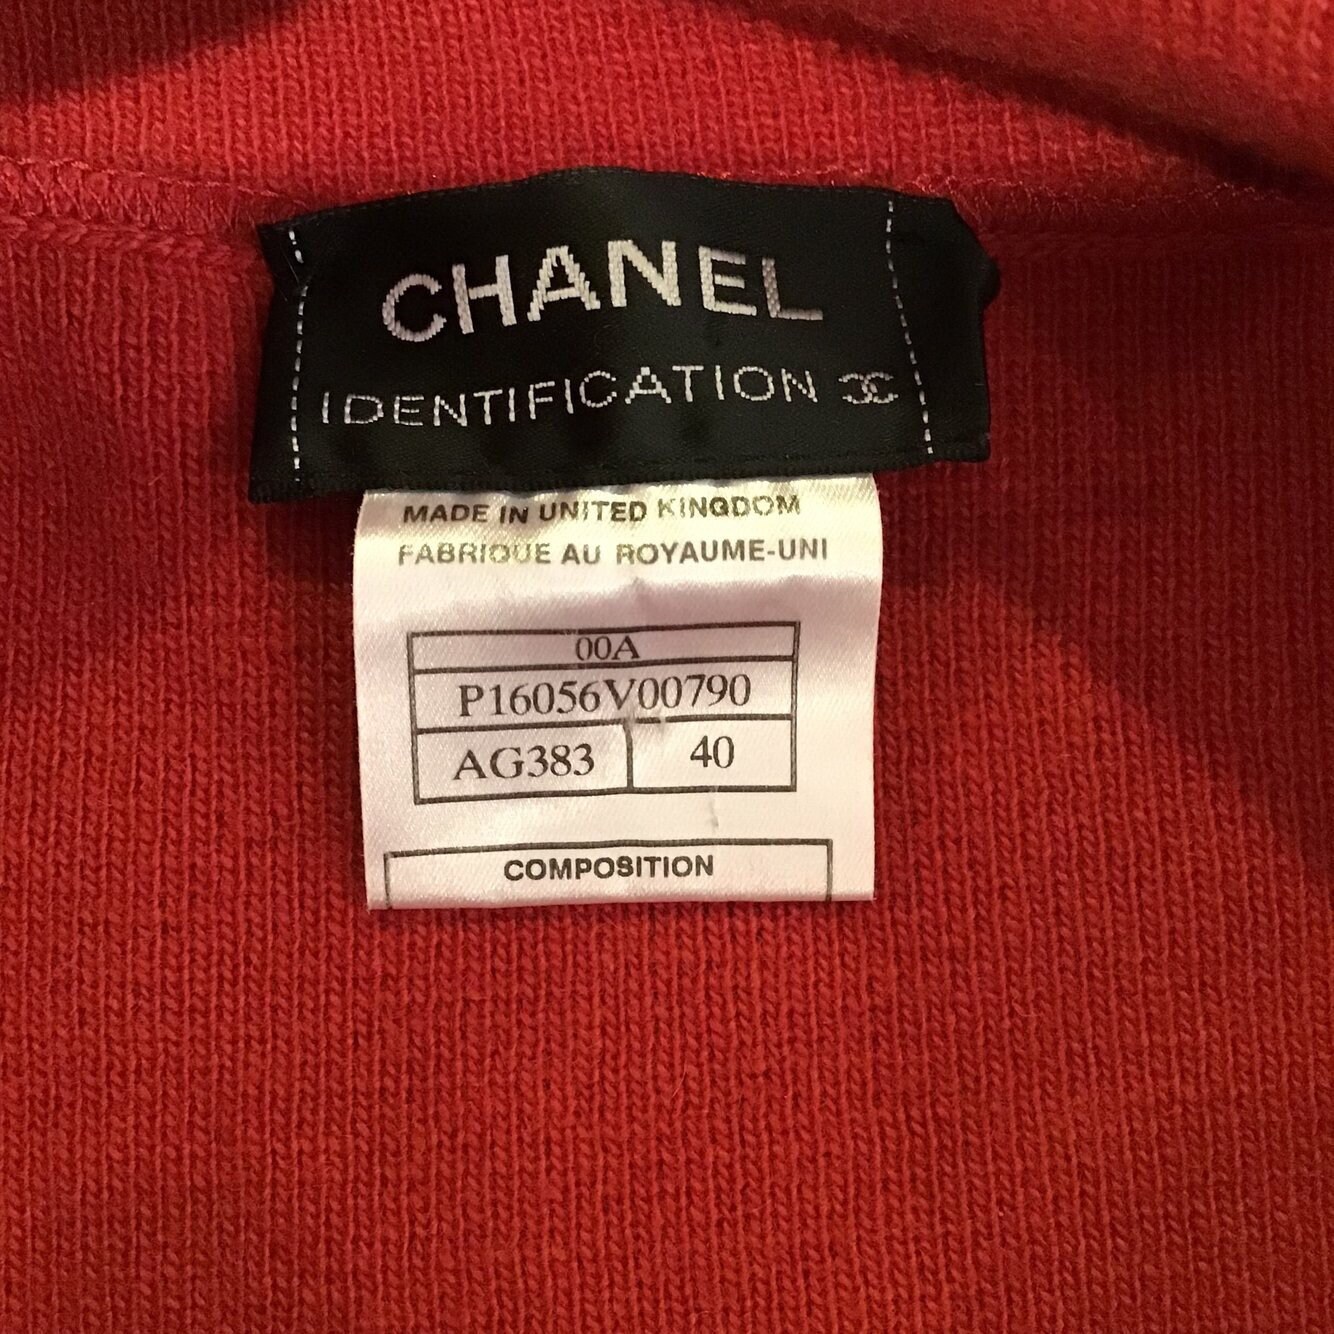 CHANEL
IDENTIFICATION
MADE IN UNITED KINGDOM
FABRIQUE AU ROYAUME-UNI
00A
P16056V00790
AG383 40
COMPOSITION